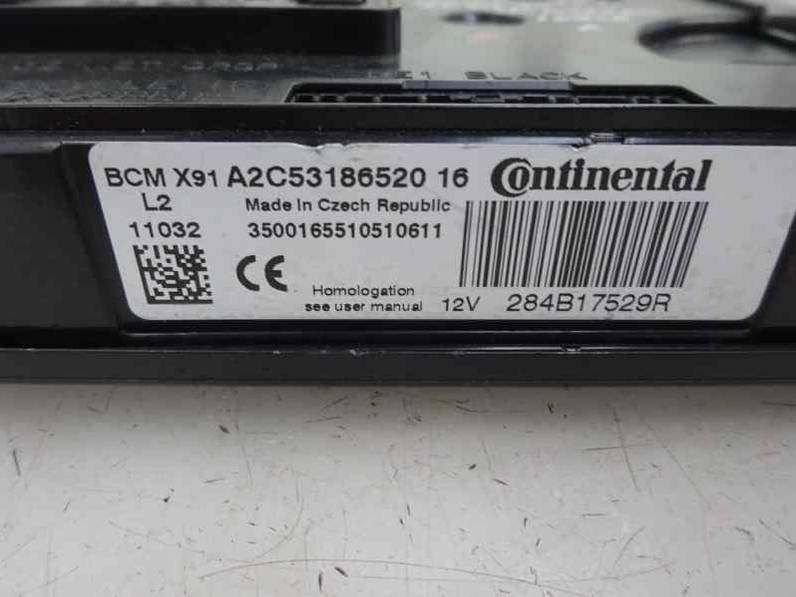 PE1 BLACK
BCM X91 A2C53186520 16 Continental
L2 Made in Czech Republic
11032 3500165510510611
CE
Homologation
see user manual 12V 284B17529R